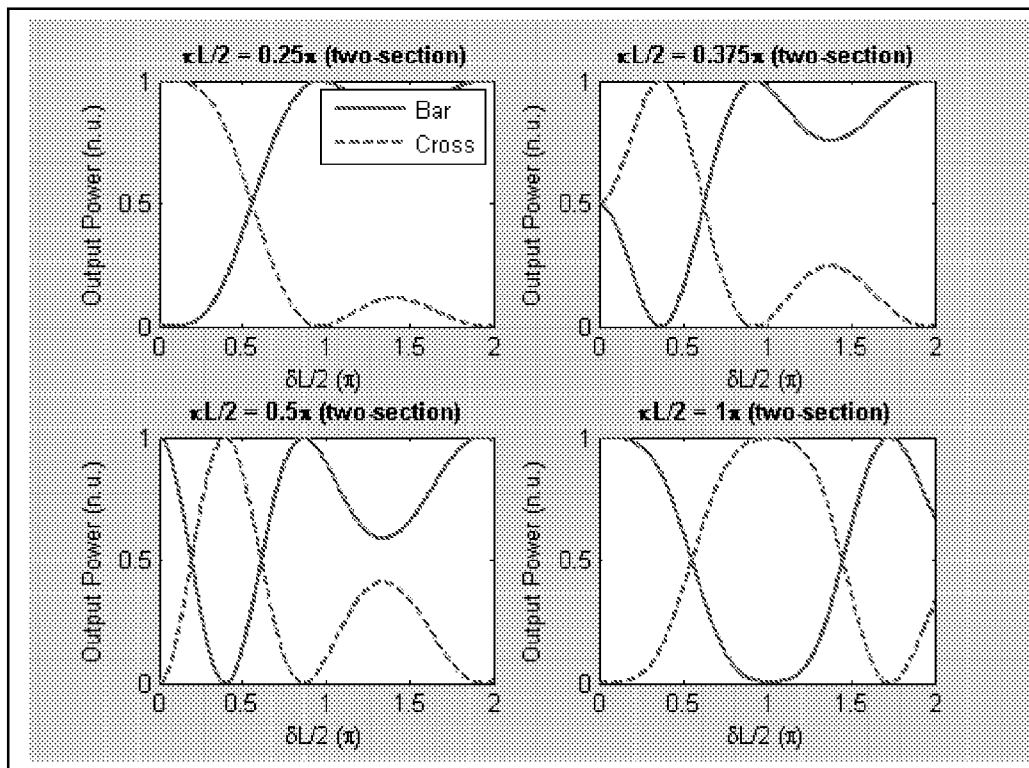 κL/2 = 0.25π (two-section)
1
0.5
0
Output Power (n.u.)
Bar
Cross
0 0.5 1 1.5 2
δL/2 (π)
κL/2 = 0.375π (two-section)
1
0.5
0
Output Power (n.u.)
0 0.5 1 1.5 2
δL/2 (π)
κL/2 = 0.5π (two-section)
1
0.5
0
Output Power (n.u.)
0 0.5 1 1.5 2
δL/2 (π)
κL/2 = 1π (two-section)
1
0.5
0
Output Power (n.u.)
0 0.5 1 1.5 2
δL/2 (π)